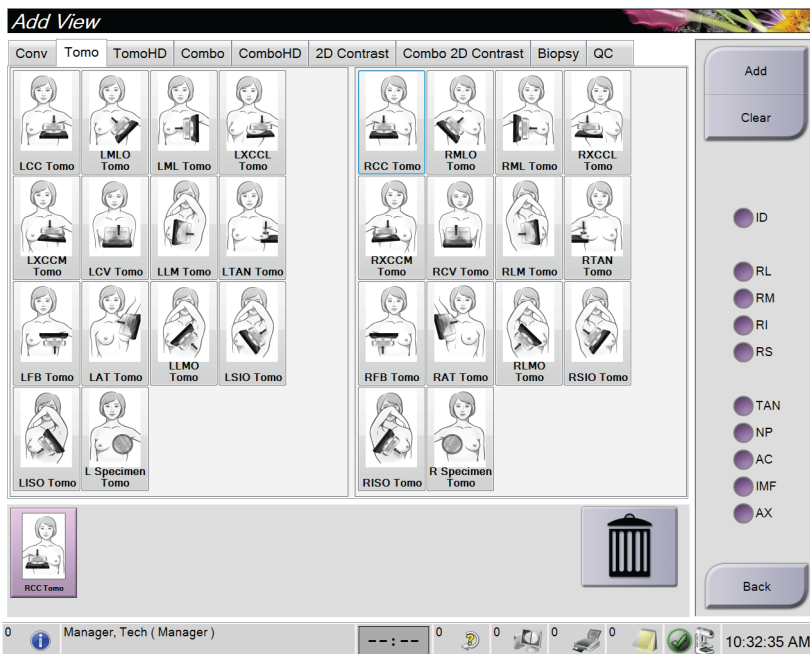 Add View
Conv Tomo TomoHD Combo ComboHD 2D Contrast Combo 2D Contrast Biopsy QC
LCC Tomo
LMLO
Tomo
LML Tomo
LXCCL
Tomo
RCC Tomo
RMLO
Tomo
RML Tomo
RXCCL
Tomo
LXCCM
Tomo
LCV Tomo
LLM Tomo
LTAN Tomo
RXCCM
Tomo
RCV Tomo
RLM Tomo
RTAN
Tomo
LFB Tomo
LAT Tomo
LLMO
Tomo
LSIO Tomo
RFB Tomo
RAT Tomo
RLMO
Tomo
RSIO Tomo
LISO Tomo
L Specimen
Tomo
RISO Tomo
R Specimen
Tomo
RCC Tomo
Add
Clear
ID
RL
RM
RI
RS
TAN
NP
AC
IMF
AX
Back
0 Manager, Tech ( Manager ) --:-- 0 0 0 0 10:32:35 AM